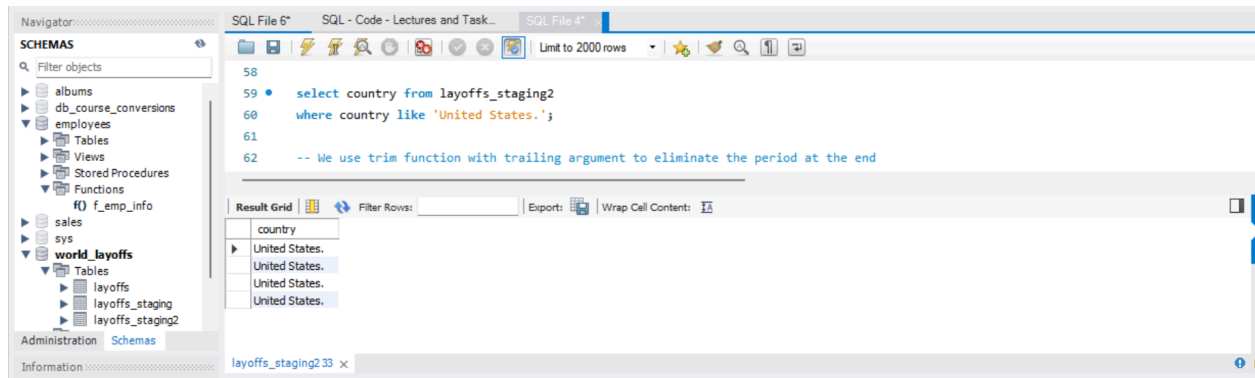 Navigator
SCHEMAS
Filter objects
albums
db_course_conversions
employees
Tables
Views
Stored Procedures
Functions
f() f_emp_info
sales
sys
world_layoffs
Tables
layoffs
layoffs_staging
layoffs_staging2
Administration Schemas
Information
SQL File 6* SQL - Code - Lectures and Task... SQL File 4* ×
Limit to 2000 rows
58
59 select country from layoffs_staging2
60 where country like 'United States.';
61
62 -- We use trim function with trailing argument to eliminate the period at the end
Result Grid Filter Rows: Export: Wrap Cell Content: IA
country
United States.
United States.
United States.
United States.
layoffs_staging2 33 ×